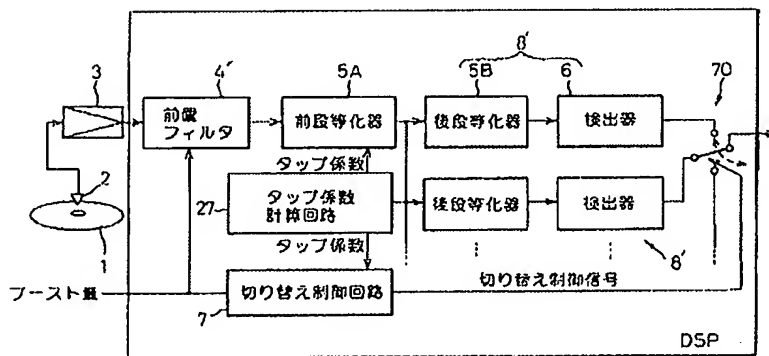 8′
3
4′
5A
5B
6
70
前置
フィルタ
前段等化器
後段等化器
検出器
タップ係数
2
27
タップ係数
計算回路
後段等化器
検出器
1
タップ係数
8′
ブースト量
切り替え制御回路
切り替え制御信号
7
DSP